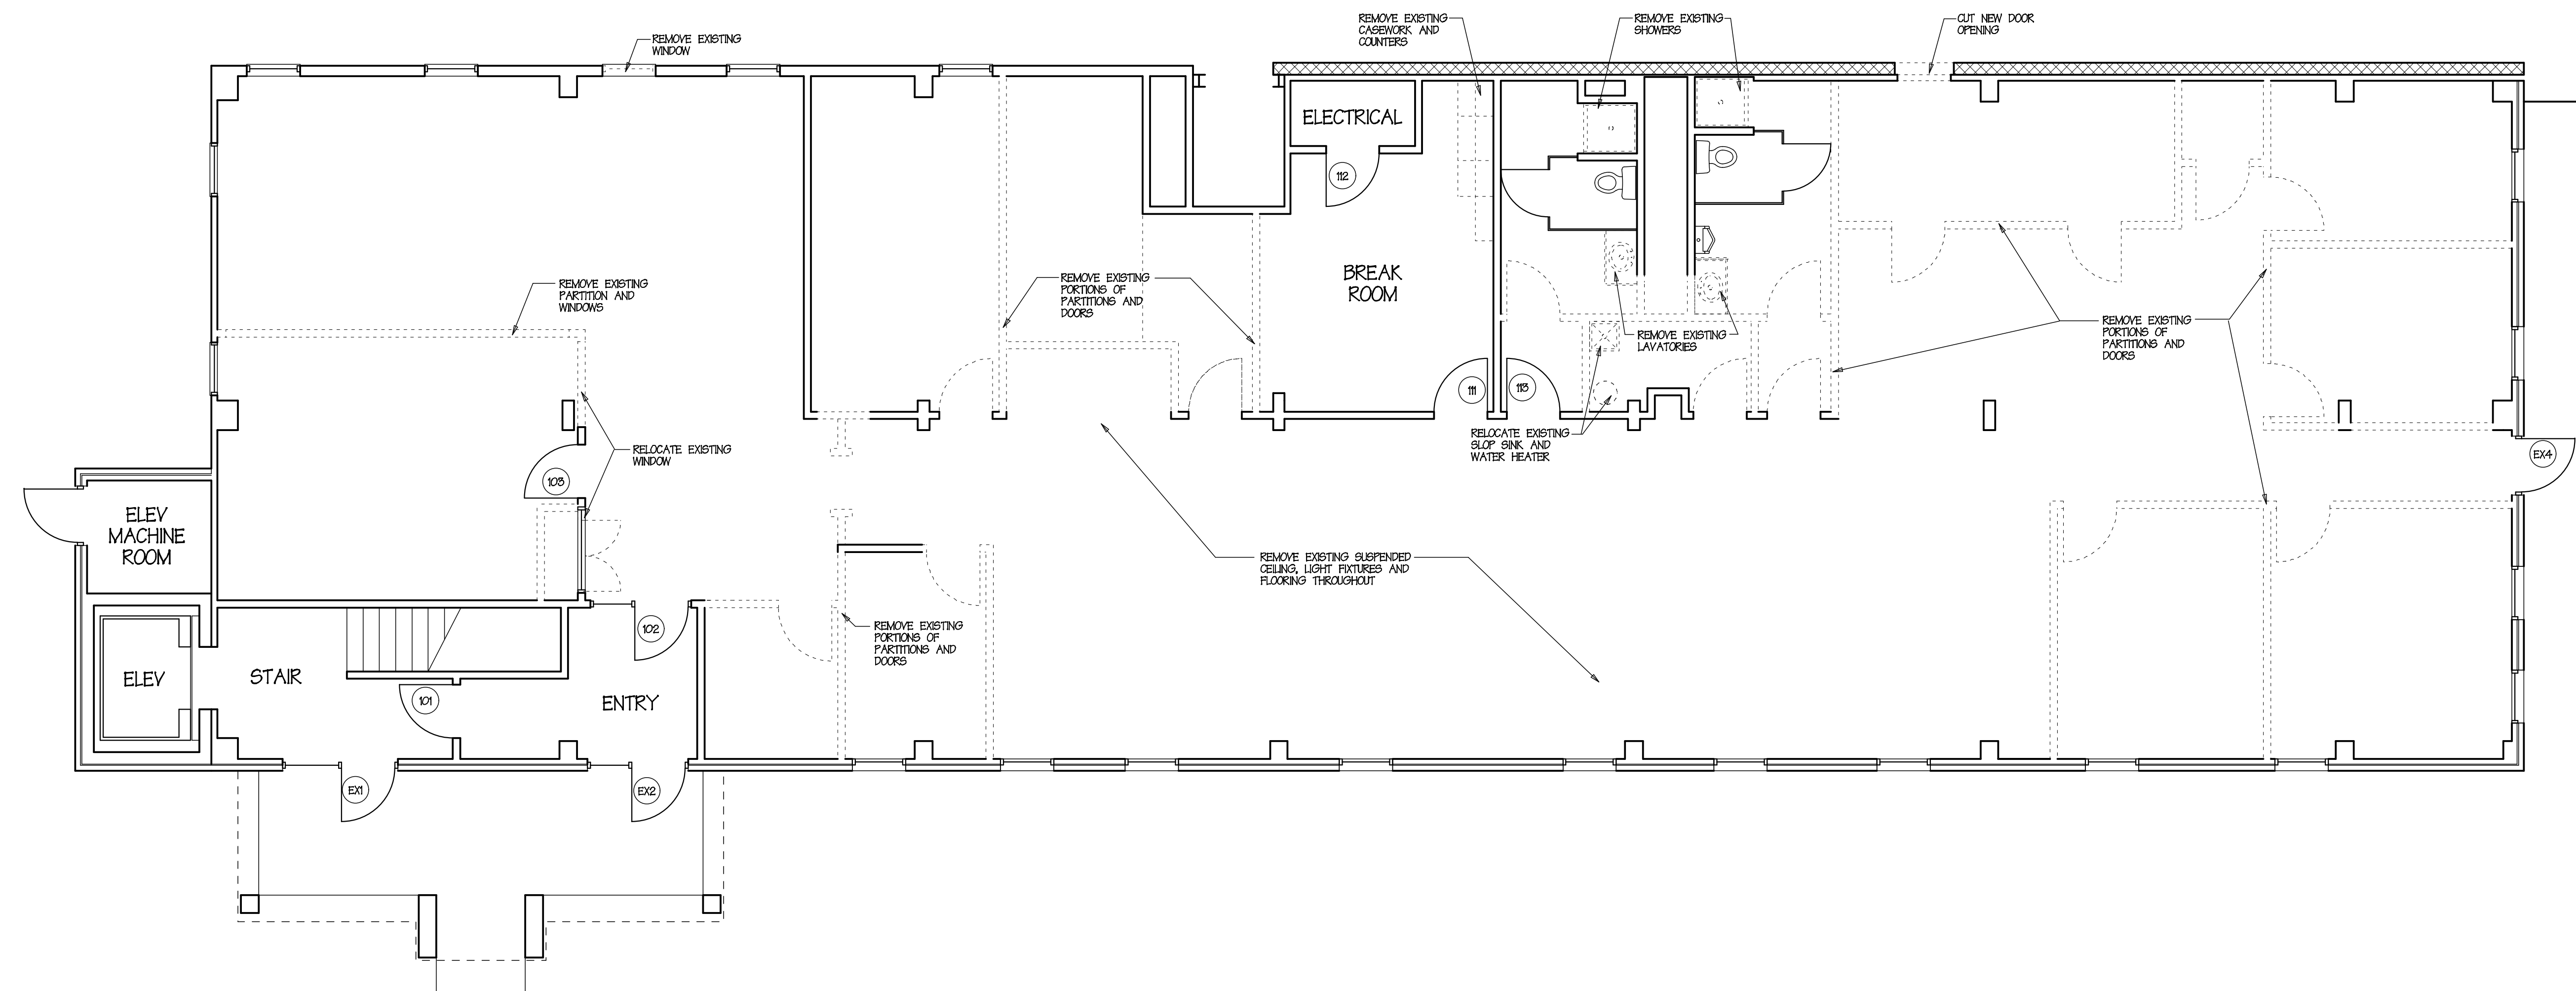 REMOVE EXISTING
WINDOW
REMOVE EXISTING
CASEWORK AND
COUNTERS
REMOVE EXISTING
SHOWERS
CUT NEW DOOR
OPENING
ELECTRICAL
112
BREAK
ROOM
REMOVE EXISTING
PARTITION AND
WINDOWS
REMOVE EXISTING
PORTIONS OF
PARTITIONS AND
DOORS
REMOVE EXISTING
LAVATORIES
REMOVE EXISTING
PORTIONS OF
PARTITIONS AND
DOORS
111
113
RELOCATE EXISTING
WINDOW
RELOCATE EXISTING
SLOP SINK AND
WATER HEATER
EX4
103
ELEV
MACHINE
ROOM
REMOVE EXISTING SUSPENDED
CEILING, LIGHT FIXTURES AND
FLOORING THROUGHOUT
102
REMOVE EXISTING
PORTIONS OF
PARTITIONS AND
DOORS
ELEV
STAIR
101
ENTRY
EX1
EX2